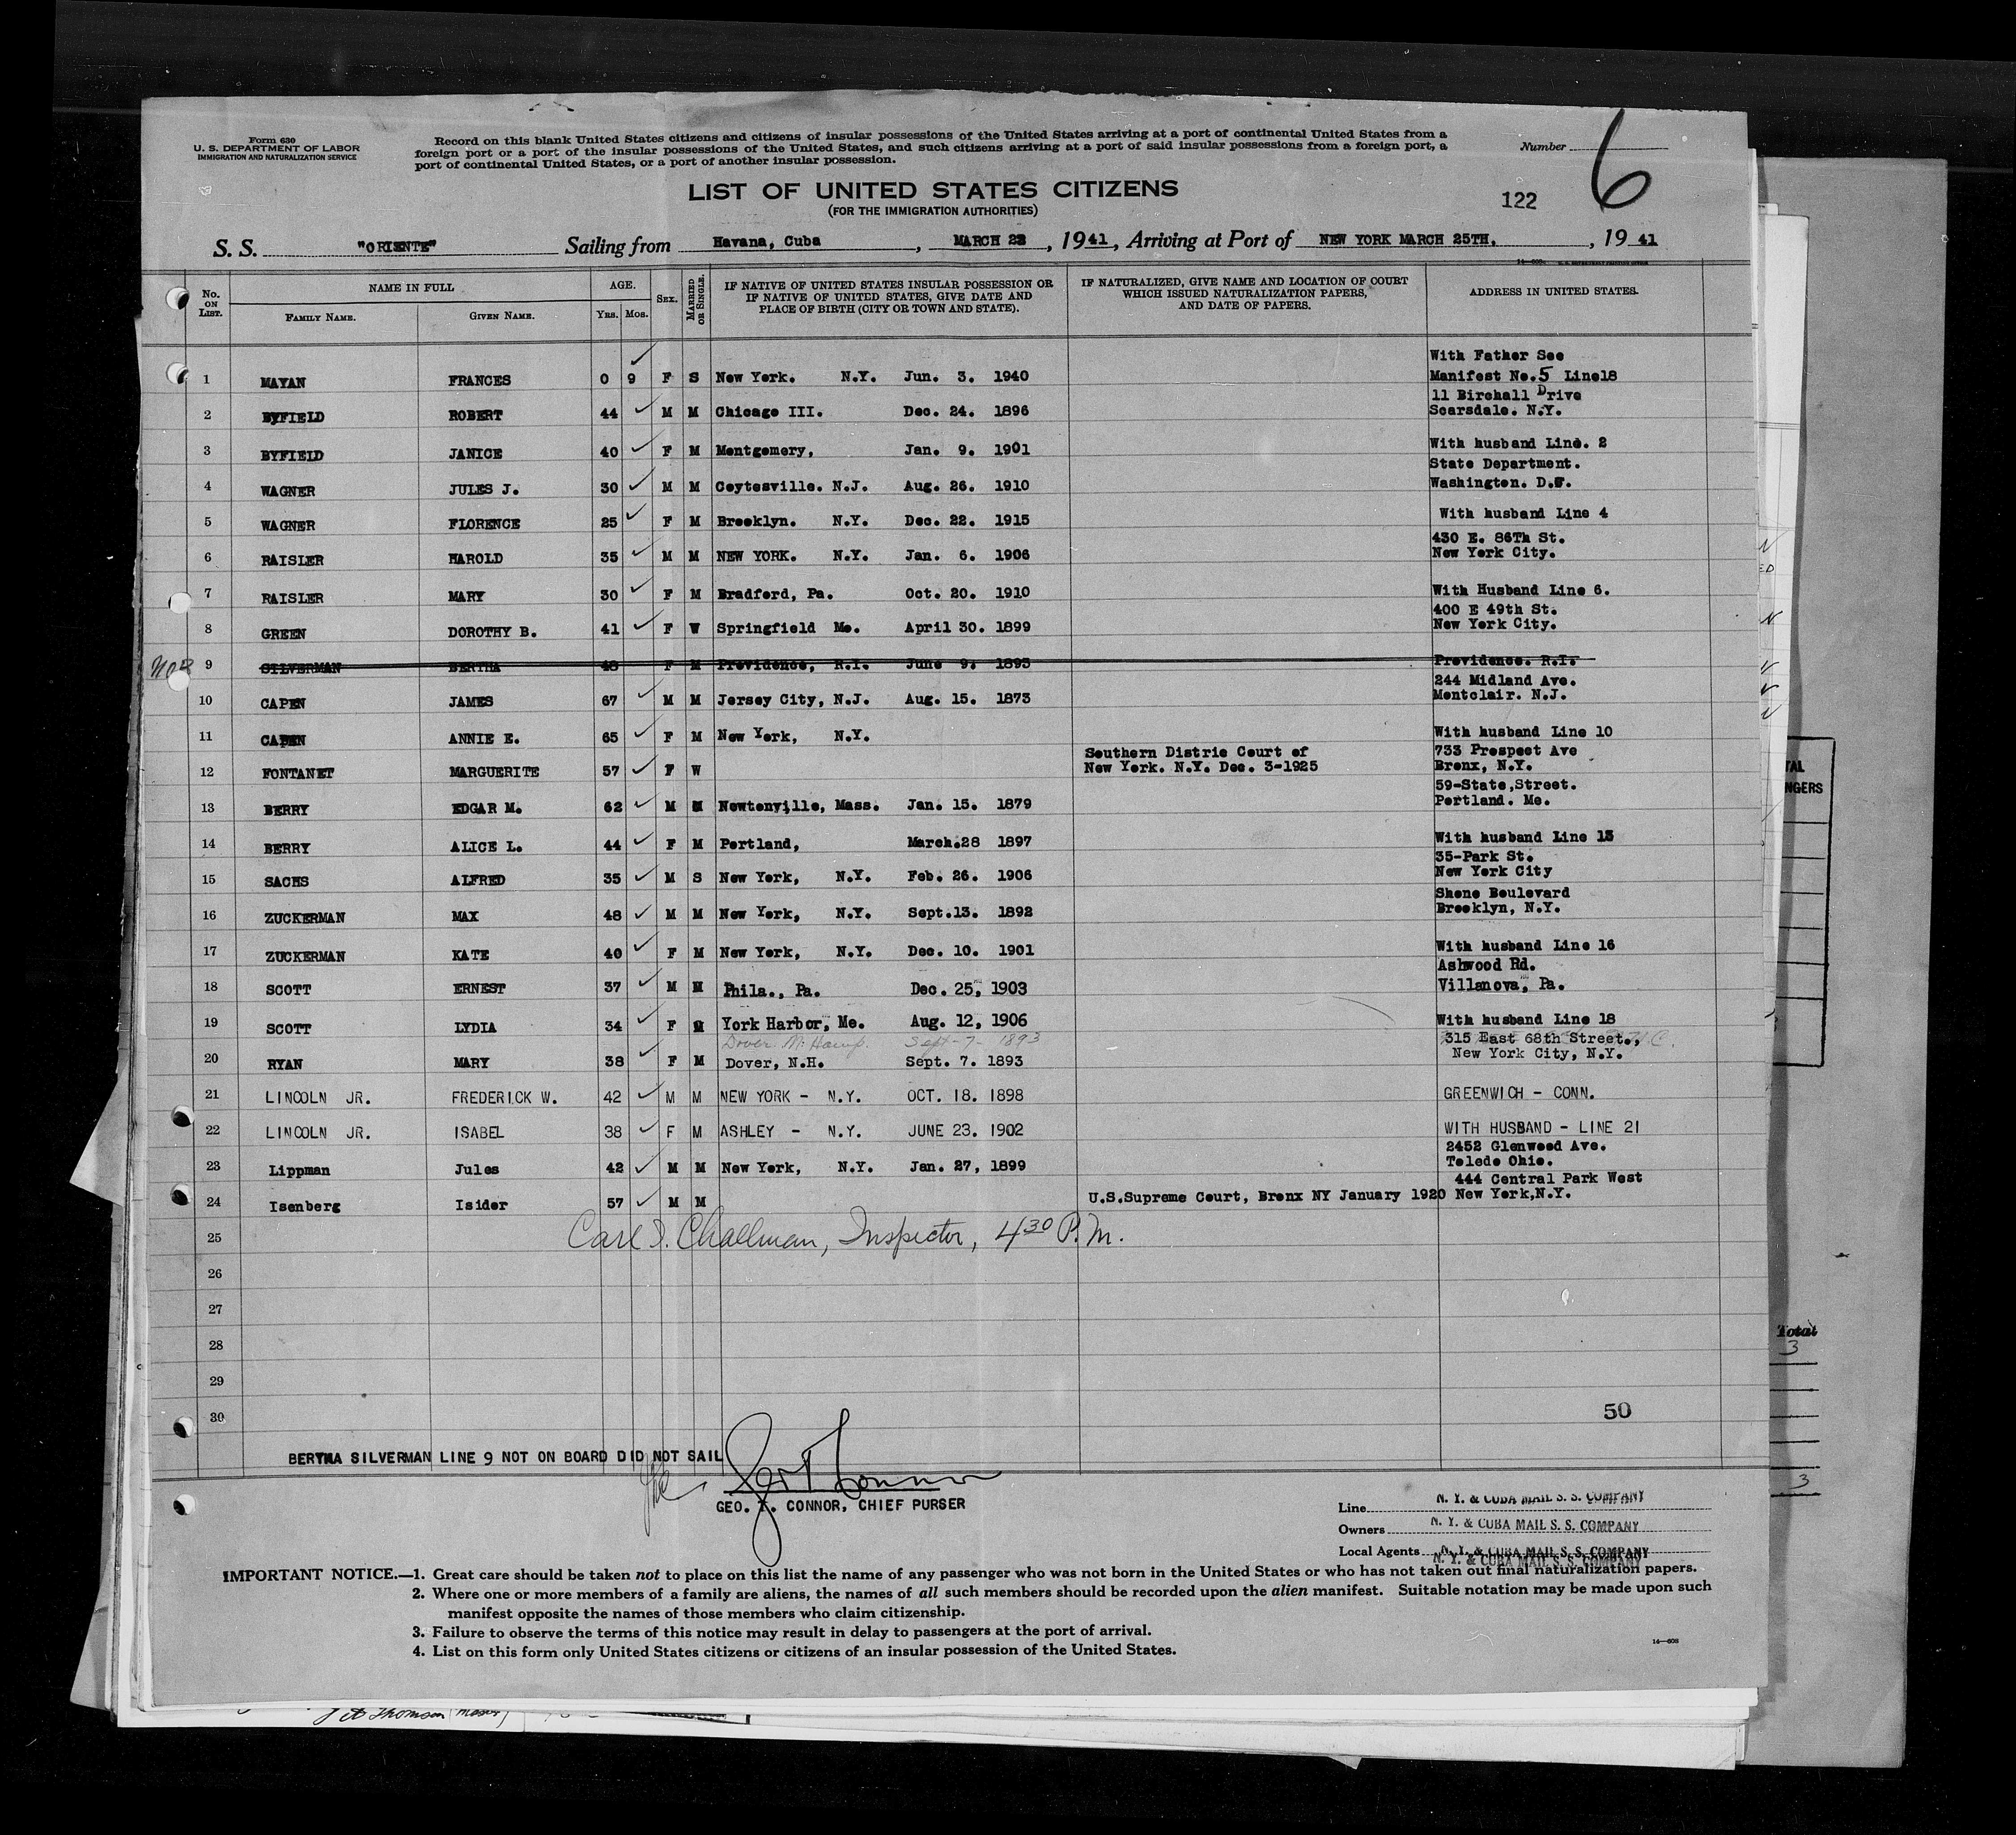 Form 630
U. S. DEPARTMENT OF LABOR
IMMIGRATION AND NATURALIZATION SERVICE
Record on this blank United States citizens and citizens of insular possessions of the United States arriving at a port of continental United States from a
foreign port or a port of the insular possessions of the United States, and such citizens arriving at a port of said insular possessions from a foreign port, a
port of continental United States, or a port of another insular possession.
Number 6
LIST OF UNITED STATES CITIZENS
(FOR THE IMMIGRATION AUTHORITIES)
122
S. S. "ORIENTE" Sailing from Havana, Cuba, MARCH 22, 1941, Arriving at Port of NEW YORK MARCH 25TH., 1941
No. ON LIST. NAME IN FULL AGE. SEX. MARRIED OR SINGLE. IF NATIVE OF UNITED STATES INSULAR POSSESSION OR IF NATIVE OF UNITED STATES, GIVE DATE AND PLACE OF BIRTH (CITY OR TOWN AND STATE). IF NATURALIZED, GIVE NAME AND LOCATION OF COURT WHICH ISSUED NATURALIZATION PAPERS, AND DATE OF PAPERS. ADDRESS IN UNITED STATES.
FAMILY NAME. GIVEN NAME. YRS. MOS.
With Father See
1 MAYAN FRANCES 0 9 F S New York. N.Y. Jun. 3. 1940 Manifest No. 5 Line18
11 Birchall Drive
2 BYFIELD ROBERT 44 M M Chicago III. Dec. 24. 1896 Scarsdale. N.Y.
3 BYFIELD JANICE 40 F M Montgomery, Jan. 9. 1901 With husband Line. 2
State Department.
4 WAGNER JULES J. 30 M M Coytesville. N.J. Aug. 26. 1910 Washington. D.C.
5 WAGNER FLORENCE 25 F M Brooklyn. N.Y. Dec. 22. 1915 With husband Line 4
430 E. 86Th St.
6 RAISLER HAROLD 35 M M NEW YORK. N.Y. Jan. 6. 1906 New York City.
7 RAISLER MARY 30 F M Bradford, Pa. Oct. 20. 1910 With Husband Line 6.
400 E 49th St.
8 GREEN DOROTHY B. 41 F W Springfield Mo. April 30. 1899 New York City.
9 SILVERMAN BERTHA 48 F M Providence, R.I. June 9. 1893 Providence. R.I.
244 Midland Ave.
10 CAPEN JAMES 67 M M Jersey City, N.J. Aug. 15. 1873 Montclair. N.J.
11 CAPEN ANNIE E. 65 F M New York, N.Y. With husband Line 10
Southern Distric Court of 733 Prospect Ave
12 FONTANET MARGUERITE 57 F W New York. N.Y. Dec. 3-1925 Bronx, N.Y.
59-State,Street.
13 BERRY EDGAR M. 62 M M Newtonville, Mass. Jan. 15. 1879 Portland. Me.
14 BERRY ALICE L. 44 F M Portland, March.28 1897 With husband Line 13
35-Park St.
15 SACHS ALFRED 35 M S New York, N.Y. Feb. 26. 1906 New York City
Shone Boulevard
16 ZUCKERMAN MAX 48 M M New York, N.Y. Sept.13. 1892 Brooklyn, N.Y.
17 ZUCKERMAN KATE 40 F M New York, N.Y. Dec. 10. 1901 With husband Line 16
Ashwood Rd.
18 SCOTT ERNEST 37 M M Phila., Pa. Dec. 25, 1903 Villanova, Pa.
19 SCOTT LYDIA 34 F M York Harbor, Me. Aug. 12, 1906 With husband Line 18
Dover N. Hamp. Sept-7- 1893 315 East 68th Street.,
20 RYAN MARY 38 F M Dover, N.H. Sept. 7. 1893 New York City, N.Y.
21 LINCOLN JR. FREDERICK W. 42 M M NEW YORK - N.Y. OCT. 18. 1898 GREENWICH - CONN.
22 LINCOLN JR. ISABEL 38 F M ASHLEY - N.Y. JUNE 23. 1902 WITH HUSBAND - LINE 21
2452 Glenwood Ave.
23 Lippman Jules 42 M M New York, N.Y. Jan. 27, 1899 Toledo Ohio.
444 Central Park West
24 Isenberg Isidor 57 M M U.S.Supreme Court, Bronx NY January 1920 New York,N.Y.
25 Carl I. Challman, Inspector, 4 30 P.M.
26
27
28
29
30 50
BERTHA SILVERMAN LINE 9 NOT ON BOARD DID NOT SAIL
GEO. T. CONNOR, CHIEF PURSER
Line N. Y. & CUBA MAIL S. S. COMPANY
Owners N. Y. & CUBA MAIL S. S. COMPANY
Local Agents N. Y. & CUBA MAIL S. S. COMPANY
N. Y. & CUBA MAIL S. S. COMPANY
IMPORTANT NOTICE.—1. Great care should be taken not to place on this list the name of any passenger who was not born in the United States or who has not taken out final naturalization papers.
2. Where one or more members of a family are aliens, the names of all such members should be recorded upon the alien manifest. Suitable notation may be made upon such
manifest opposite the names of those members who claim citizenship.
3. Failure to observe the terms of this notice may result in delay to passengers at the port of arrival.
4. List on this form only United States citizens or citizens of an insular possession of the United States.
14—608
Total
3
3